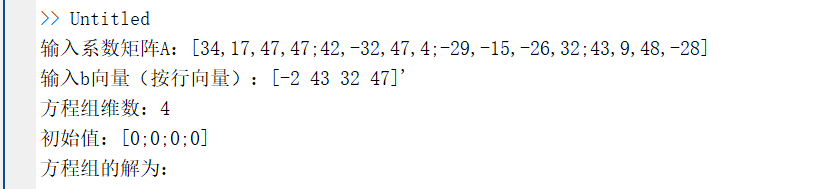 >> Untitled
输入系数矩阵A：[34,17,47,47;42,-32,47,4;-29,-15,-26,32;43,9,48,-28]
输入b向量（按行向量）：[-2 43 32 47]'
方程组维数：4
初始值：[0;0;0;0]
方程组的解为：